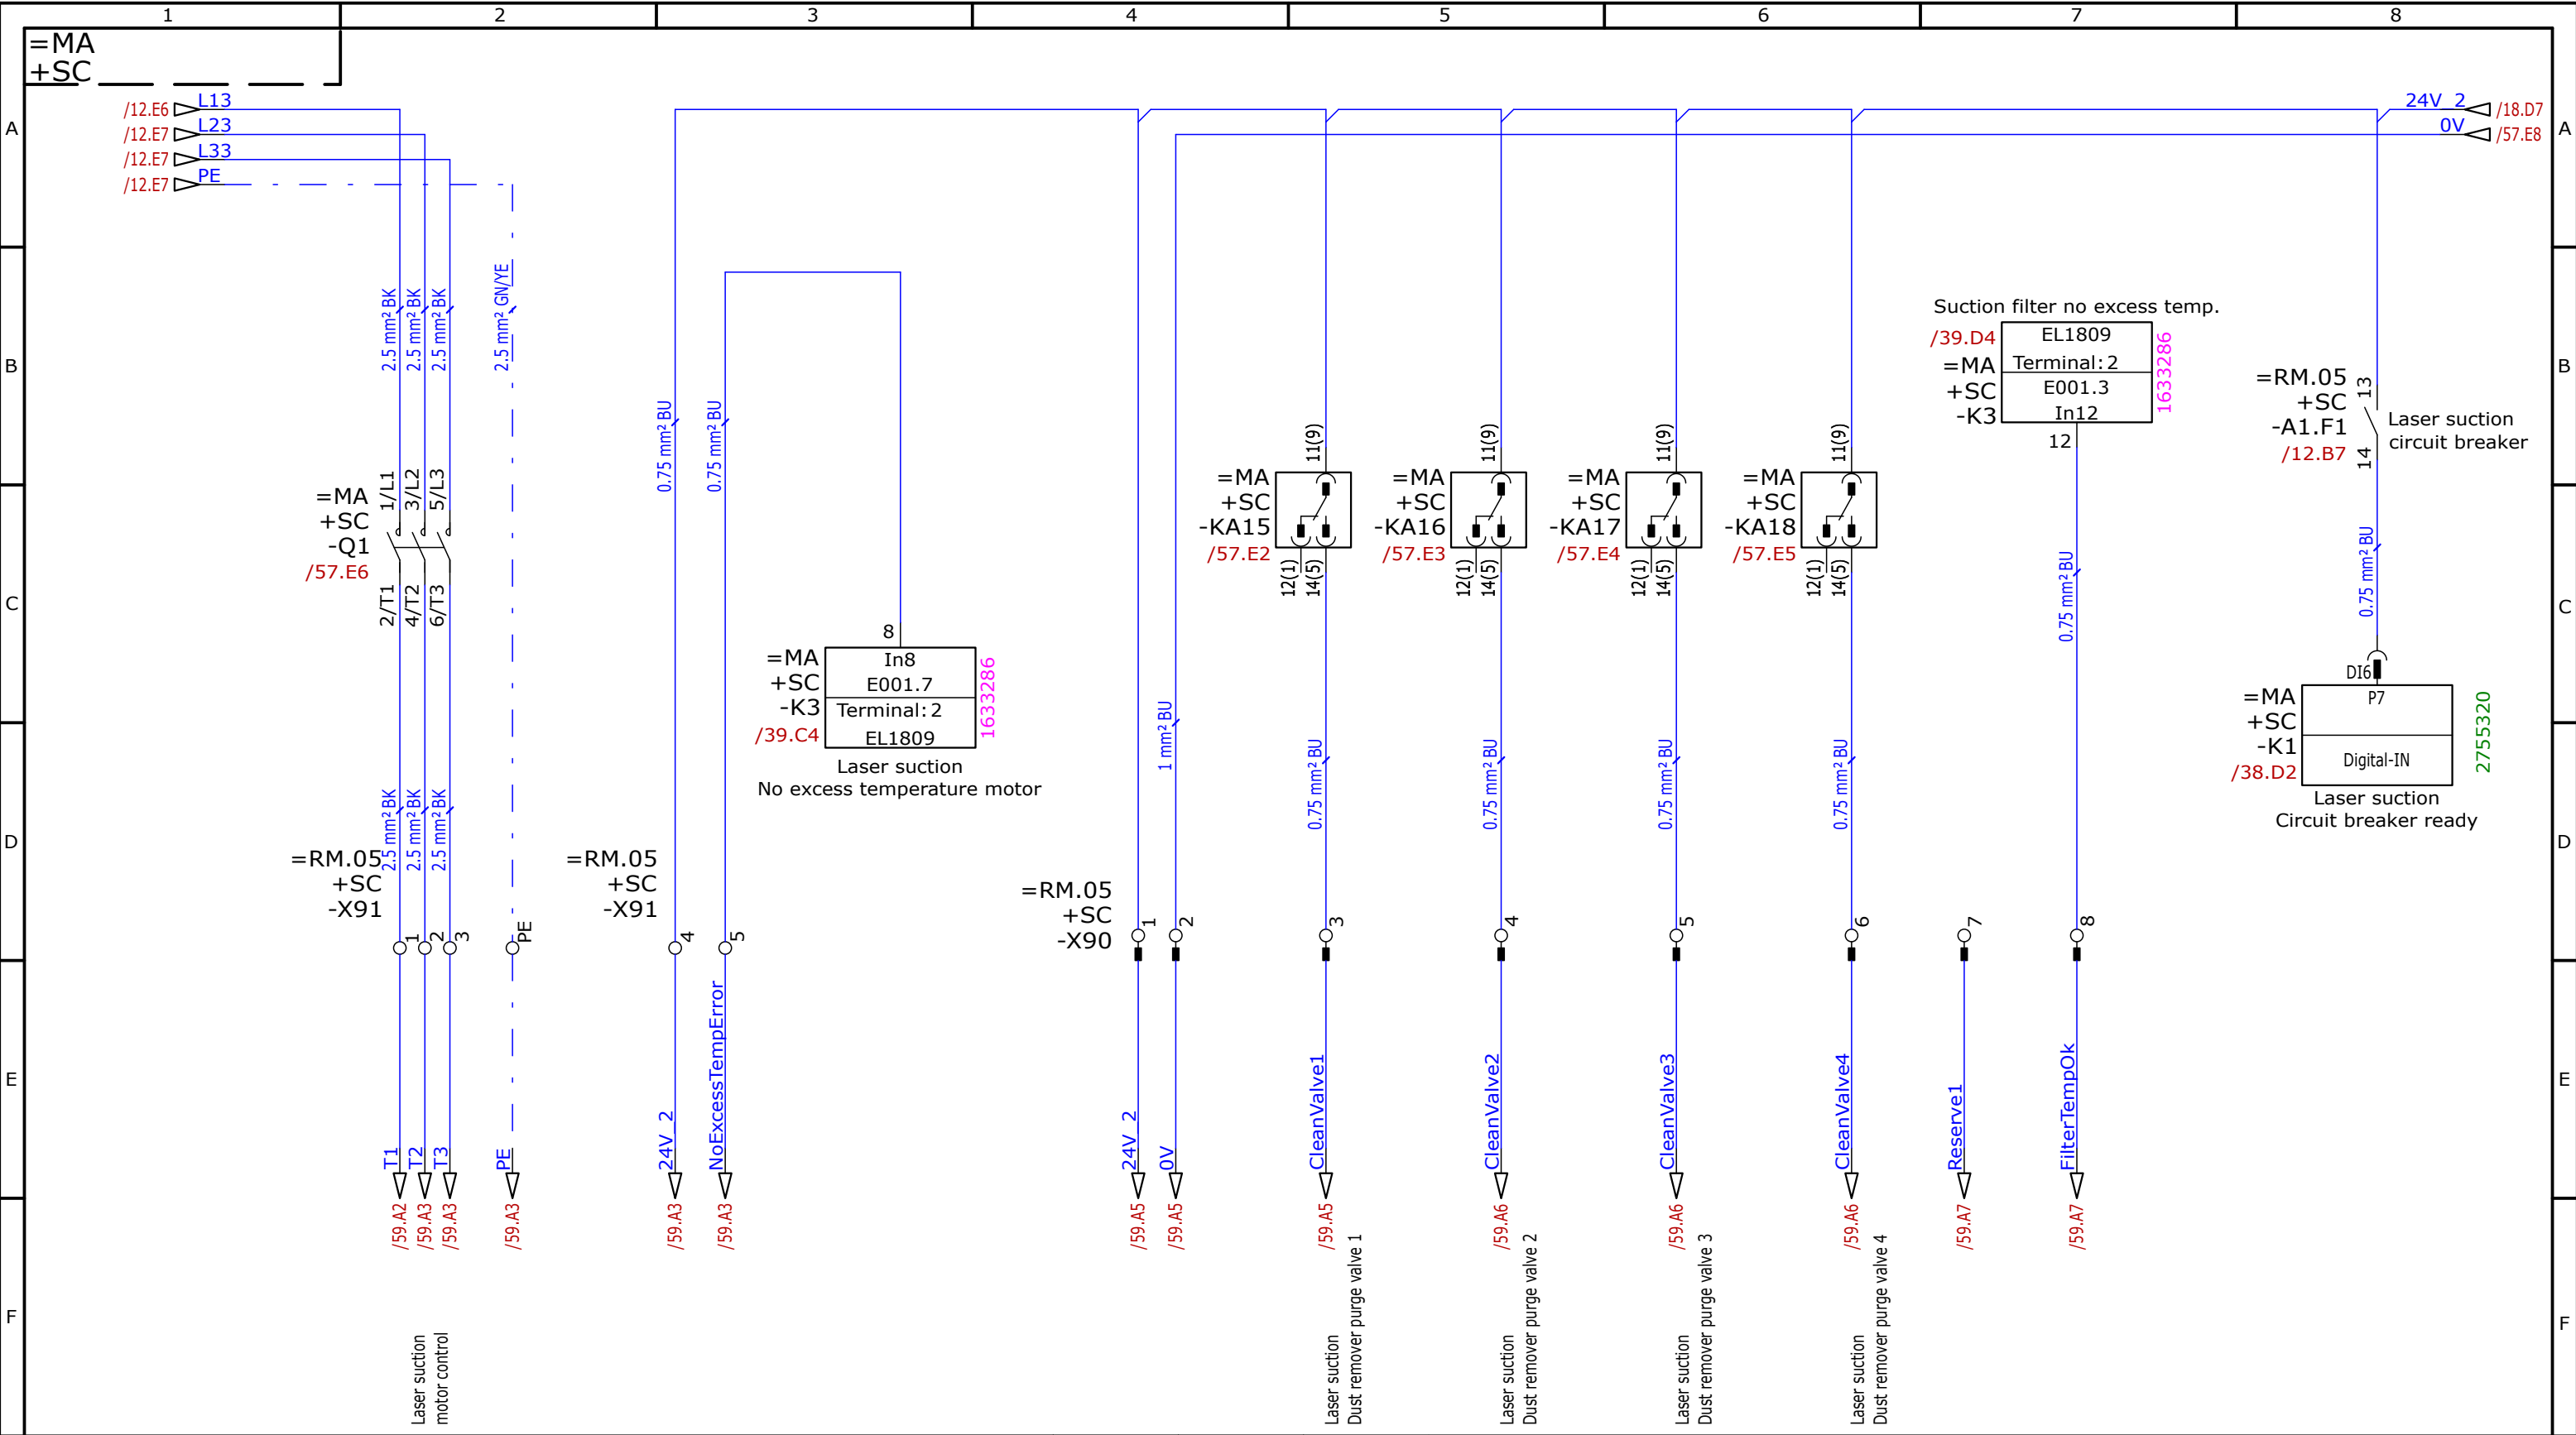 1 2 3 4 5 6 7 8
=MA
+SC
A
B
C
D
E
F
/12.E6 L13
/12.E7 L23
/12.E7 L33
/12.E7 PE
24V_2 /18.D7
0V /57.E8
2.5 mm² BK
2.5 mm² BK
2.5 mm² BK
2.5 mm² GN/YE
=MA
+SC
-Q1
/57.E6
1/L1
3/L2
5/L3
2/T1
4/T2
6/T3
2.5 mm² BK
2.5 mm² BK
2.5 mm² BK
=RM.05
+SC
-X91
1
2
3
PE
T1
T2
T3
PE
/59.A2
/59.A3
/59.A3
/59.A3
Laser suction
motor control
0.75 mm² BU
0.75 mm² BU
=RM.05
+SC
-X91
4
5
24V_2
NoExcessTempError
/59.A3
/59.A3
8
=MA
+SC
-K3
/39.C4
In8
E001.7
Terminal: 2
EL1809
1633286
Laser suction
No excess temperature motor
1 mm² BU
=RM.05
+SC
-X90
1
2
24V_2
0V
/59.A5
/59.A5
11(9)
=MA
+SC
-KA15
/57.E2
12(1)
14(5)
0.75 mm² BU
3
CleanValve1
/59.A5
Laser suction
Dust remover purge valve 1
11(9)
=MA
+SC
-KA16
/57.E3
12(1)
14(5)
0.75 mm² BU
4
CleanValve2
/59.A6
Laser suction
Dust remover purge valve 2
11(9)
=MA
+SC
-KA17
/57.E4
12(1)
14(5)
0.75 mm² BU
5
CleanValve3
/59.A6
Laser suction
Dust remover purge valve 3
11(9)
=MA
+SC
-KA18
/57.E5
12(1)
14(5)
0.75 mm² BU
6
CleanValve4
/59.A6
Laser suction
Dust remover purge valve 4
7
Reserve1
/59.A7
Suction filter no excess temp.
/39.D4
=MA
+SC
-K3
EL1809
Terminal: 2
E001.3
In12
1633286
12
0.75 mm² BU
8
FilterTempOk
/59.A7
=RM.05
+SC
-A1.F1
/12.B7
13
14
Laser suction
circuit breaker
0.75 mm² BU
DI6
=MA
+SC
-K1
/38.D2
P7
Digital-IN
2755320
Laser suction
Circuit breaker ready
A
B
C
D
E
F